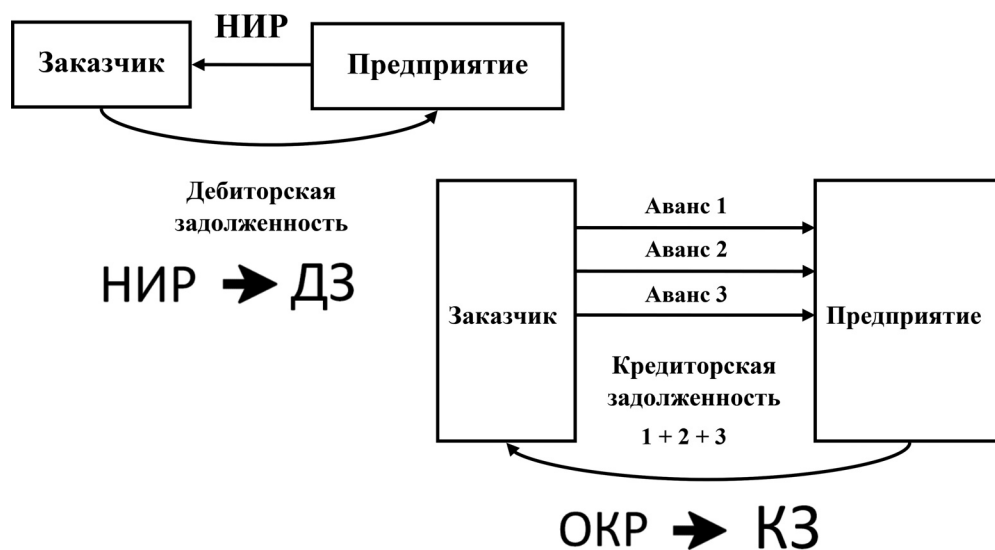 НИР
Заказчик
Предприятие
Дебиторская
задолженность
НИР ДЗ
Заказчик
Аванс 1
Аванс 2
Аванс 3
Предприятие
Кредиторская
задолженность
1 + 2 + 3
ОКР КЗ